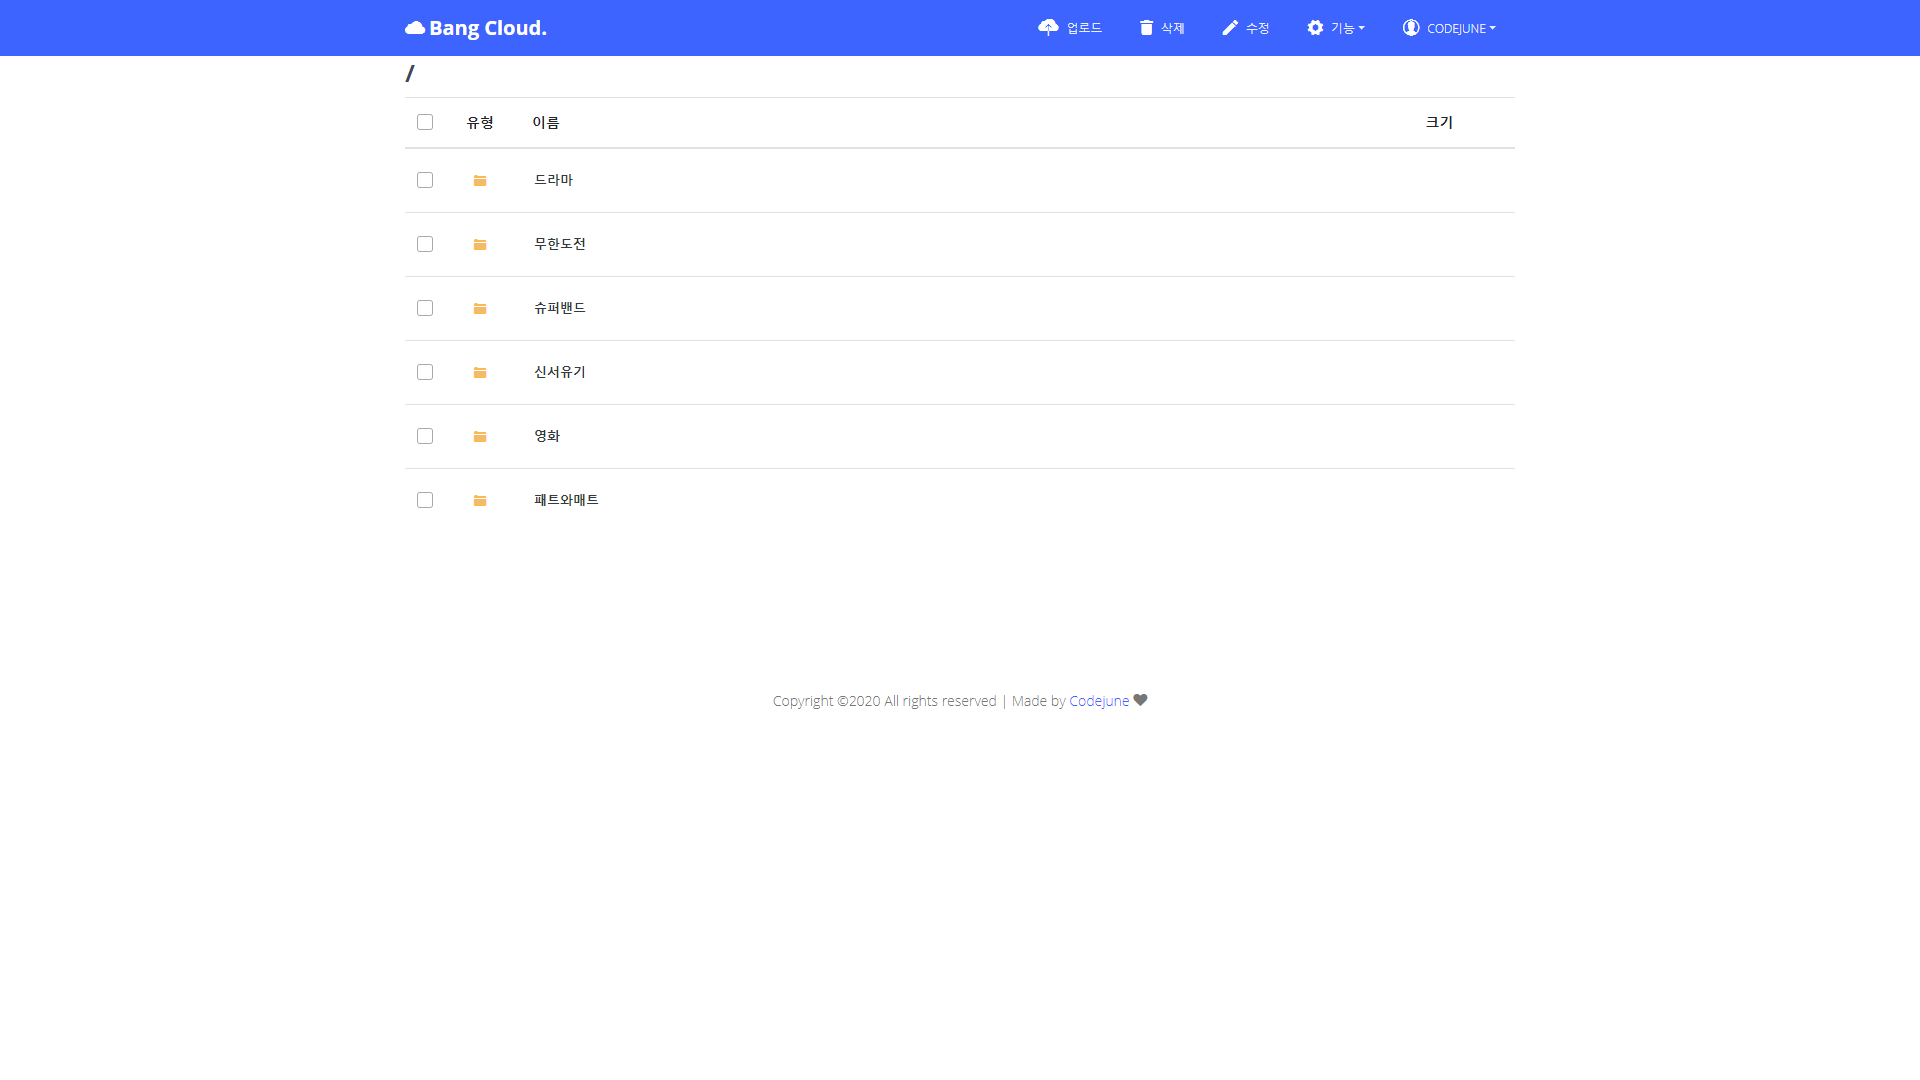 Bang Cloud. 업로드 삭제 수정 기능 CODEJUNE
/
유형 이름 크기
드라마
무한도전
슈퍼밴드
신서유기
영화
패트와매트
Copyright ©2020 All rights reserved | Made by Codejune